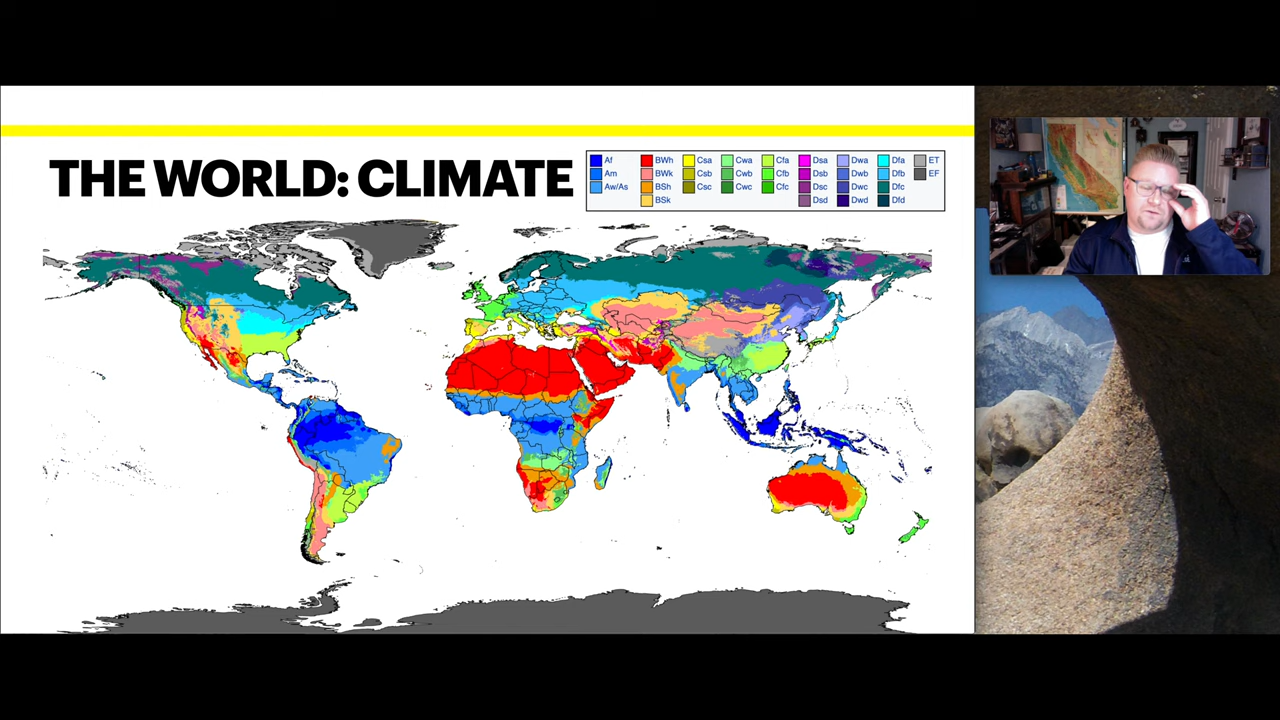 THE WORLD: CLIMATE
Af BWh Csa Cwa Cfa Dsa Dwa Dfa ET
Am BWk Csb Cwb Cfb Dsb Dwb Dfb EF
Aw/As BSh Csc Cwc Cfc Dsc Dwc Dfc
BSk Dsd Dwd Dfd